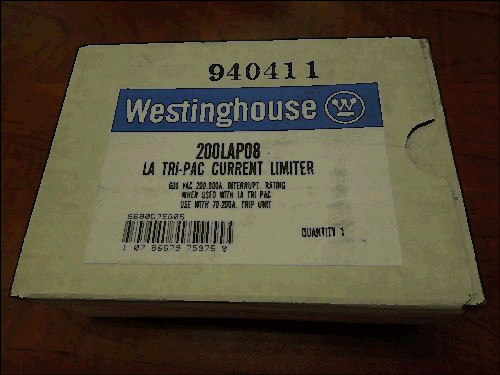 940411
Westinghouse W
200LAP08
LA TRI-PAC CURRENT LIMITER
600 VAC 200,000A. INTERRUPT. RATING
WHEN USED WITH LA TRI PAC
USE WITH 70-200A. TRIP UNIT
QUANTITY 1